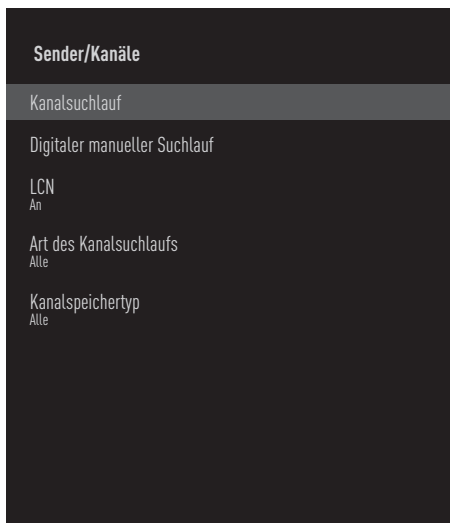 Sender/Kanäle
Kanalsuchlauf
Digitaler manueller Suchlauf
LCN
An
Art des Kanalsuchlaufs
Alle
Kanalspeichertyp
Alle